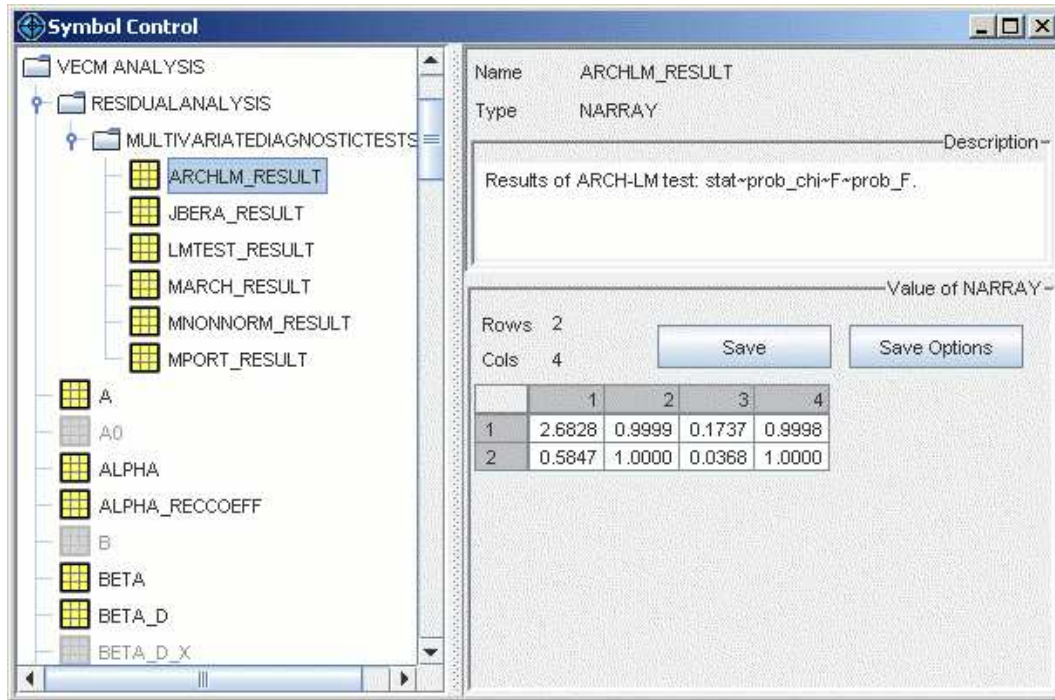 Symbol Control
VECM ANALYSIS
RESIDUALANALYSIS
MULTIVARIATEDIAGNOSTICTESTS
ARCHLM_RESULT
JBERA_RESULT
LMTEST_RESULT
MARCH_RESULT
MNONNORM_RESULT
MPORT_RESULT
A
A0
ALPHA
ALPHA_RECCOEFF
B
BETA
BETA_D
BETA_D_X
Name ARCHLM_RESULT
Type NARRAY
Description
Results of ARCH-LM test: stat~prob_chi~F~prob_F.
Value of NARRAY
Rows 2
Cols 4
Save
Save Options
1 2 3 4
1 2.6828 0.9999 0.1737 0.9998
2 0.5847 1.0000 0.0368 1.0000